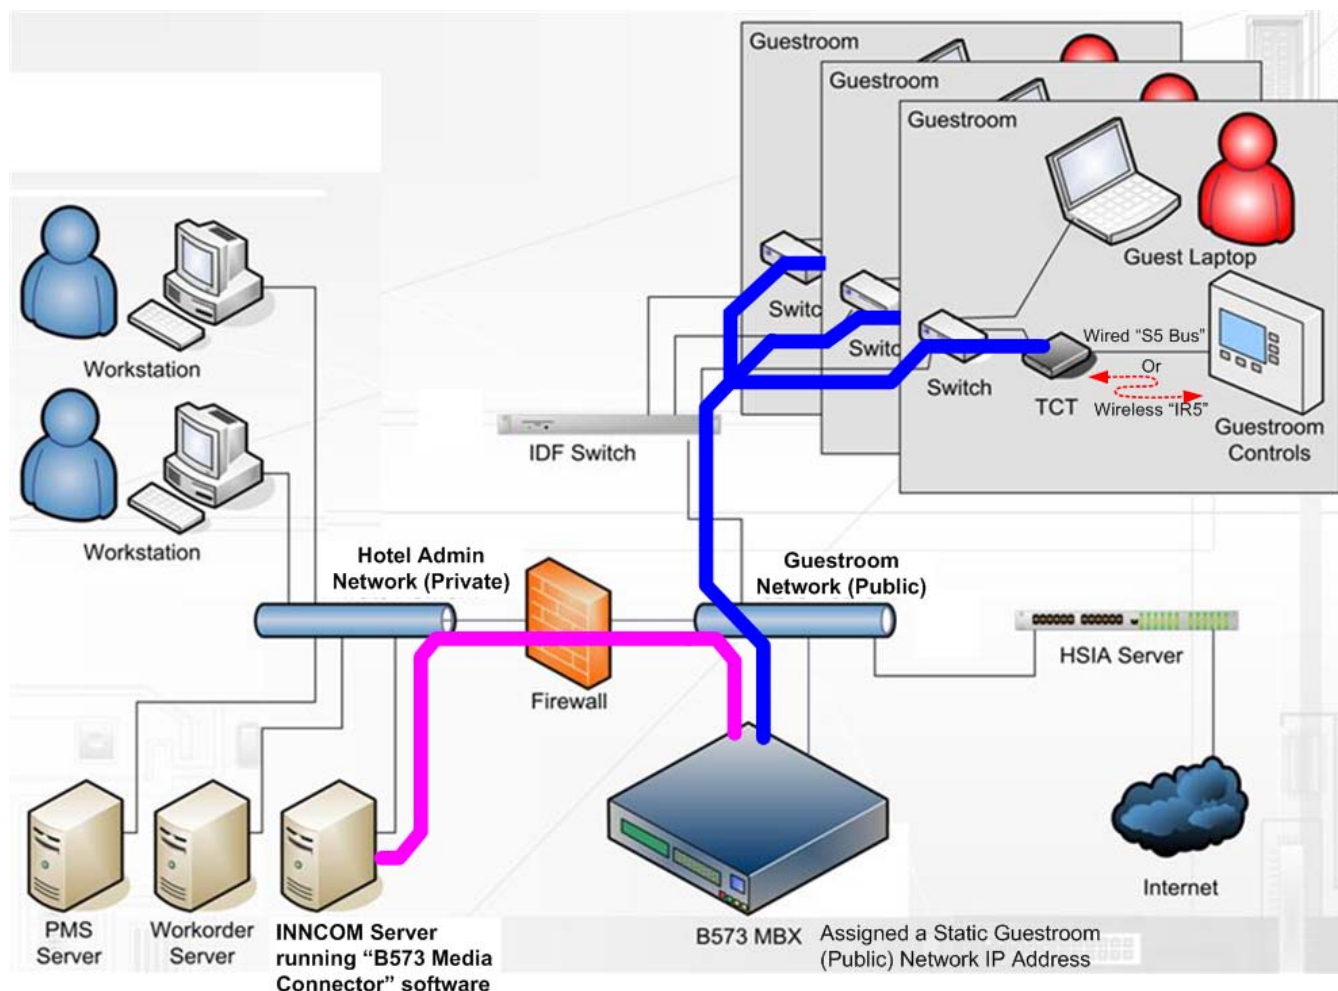 Guestroom
Guestroom
Guestroom
Guest Laptop
Switc
Switc
Switch
Wired "S5 Bus"
Or
Wireless "IR5"
TCT
Guestroom
Controls
Workstation
IDF Switch
Workstation
Hotel Admin
Network (Private)
Guestroom
Network (Public)
HSIA Server
Firewall
Internet
PMS
Server
Workorder
Server
INNCOM Server
running “B573 Media
Connector” software
B573 MBX
Assigned a Static Guestroom
(Public) Network IP Address